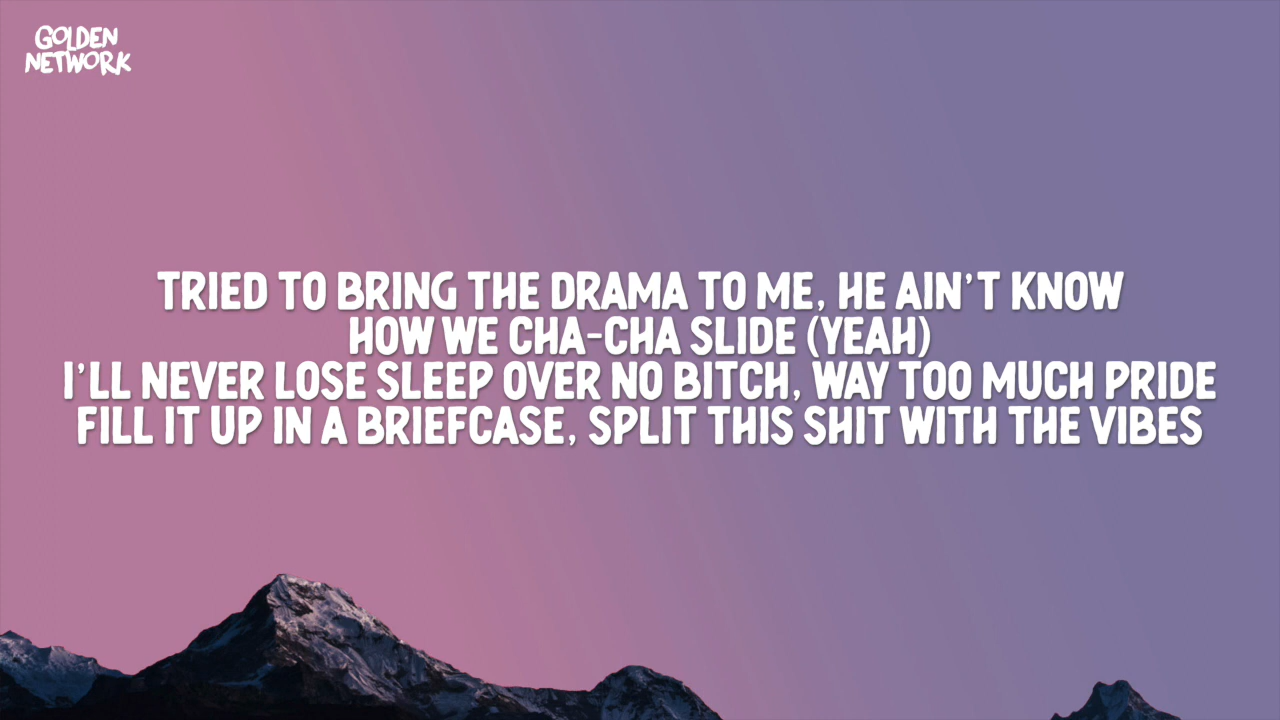 GOLDEN
NETWORK
TRIED TO BRING THE DRAMA TO ME, HE AIN'T KNOW
HOW WE CHA-CHA SLIDE (YEAH)
I'LL NEVER LOSE SLEEP OVER NO BITCH, WAY TOO MUCH PRIDE
FILL IT UP IN A BRIEFCASE, SPLIT THIS SHIT WITH THE VIBES